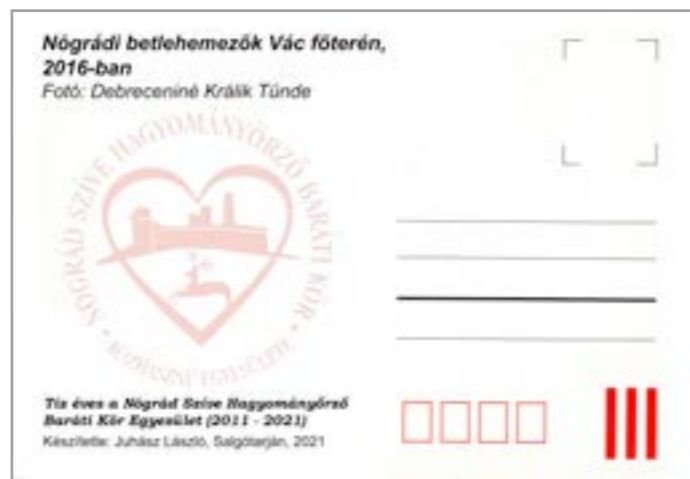 Nógrádi betlehemezők Vác főterén,
2016-ban
Fotó: Debreceniné Králik Tünde
NÓGRÁD SZÍVE HAGYOMÁNYŐRZŐ BARÁTI KÖR
EGYESÜLETE
Tíz éves a Nógrád Szíve Hagyományőrző
Baráti Kör Egyesület (2011 - 2021)
Készítette: Juhász László, Salgótarján, 2021